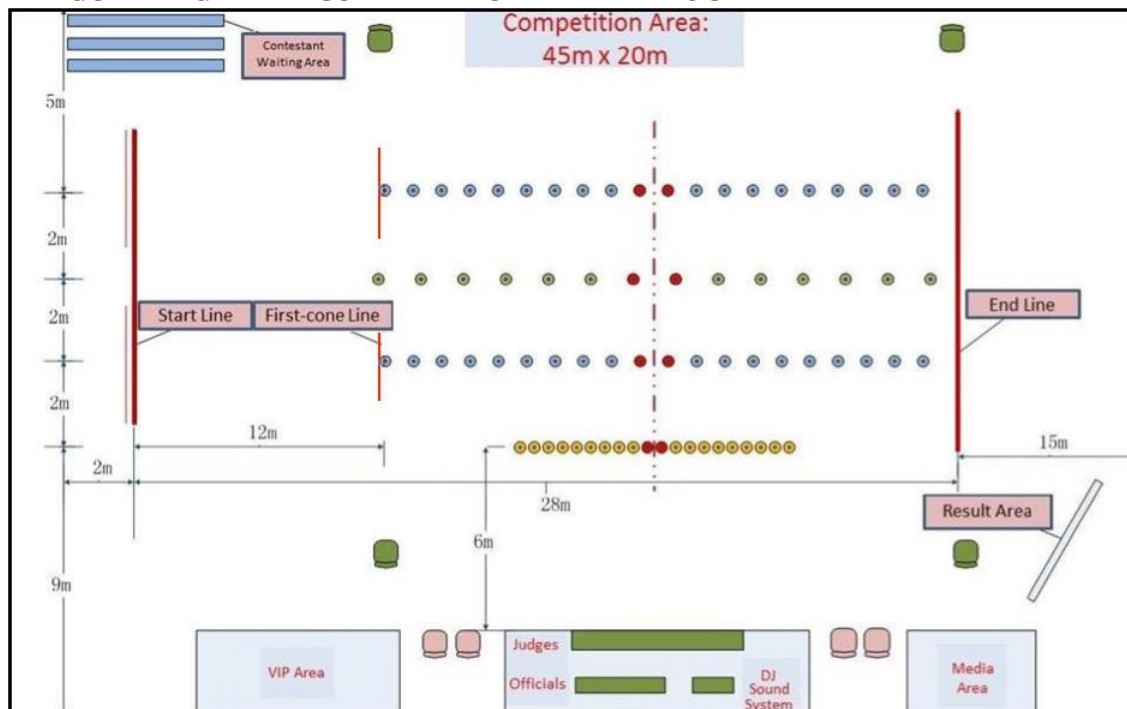 Competition Area:
45m x 20m
Contestant
Waiting Area
5m
2m
Start Line
First-cone Line
End Line
2m
2m
12m
15m
2m
28m
Result Area
6m
9m
Judges
VIP Area
Officials
DJ
Sound
System
Media
Area